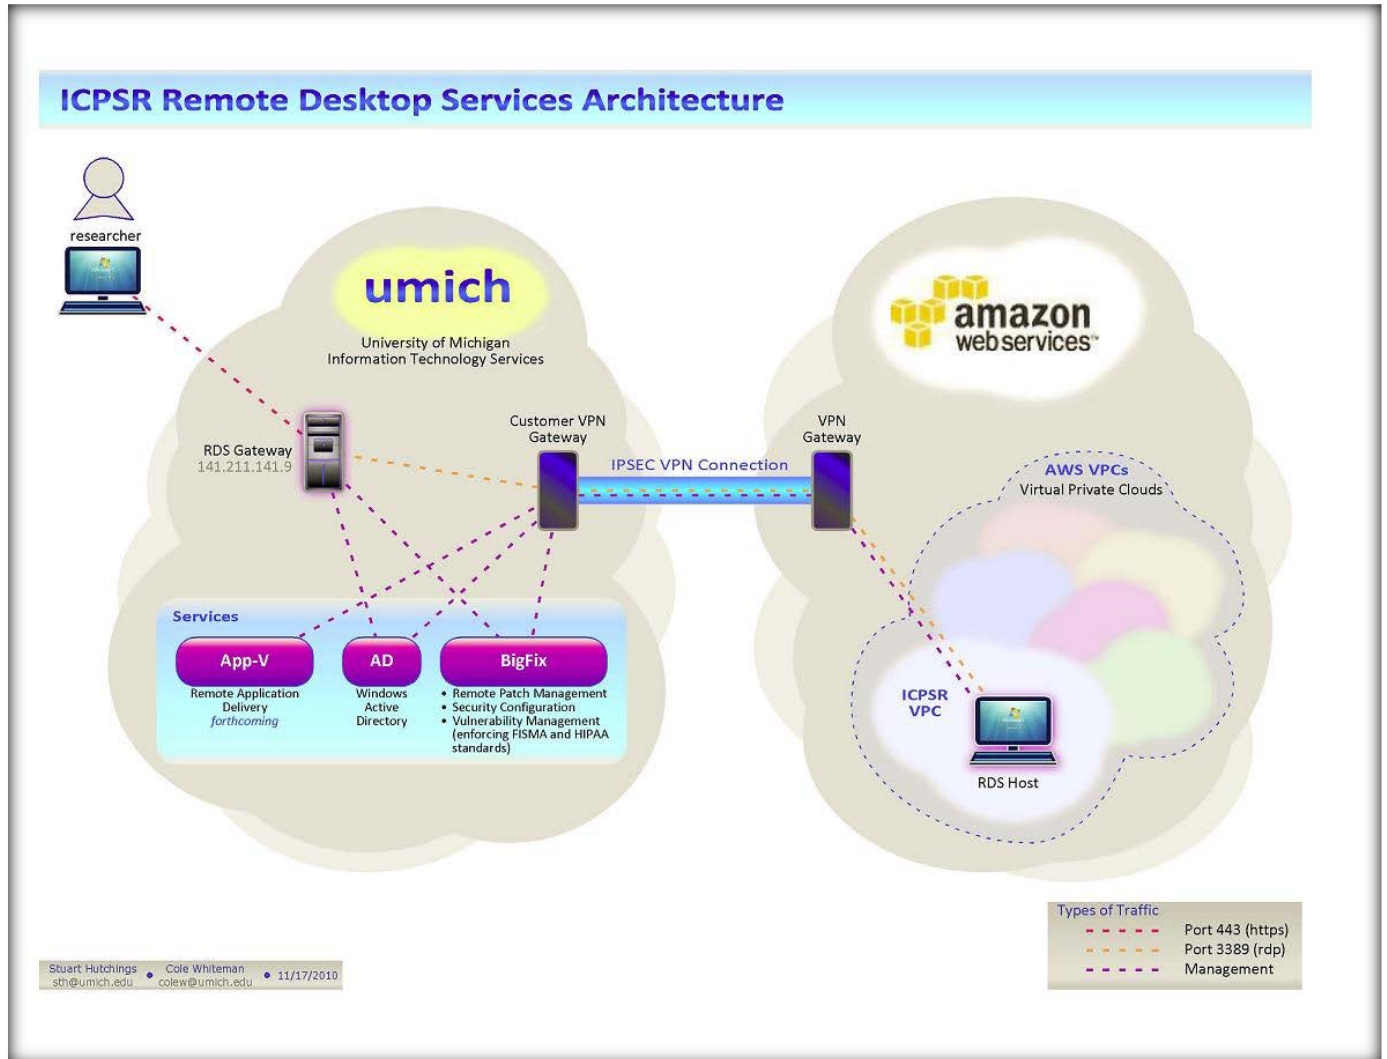 ICPSR Remote Desktop Services Architecture
researcher
umich
University of Michigan
Information Technology Services
RDS Gateway
141.211.141.9
Customer VPN
Gateway
IPSEC VPN Connection
VPN
Gateway
amazon
webservices™
AWS VPCs
Virtual Private Clouds
Services
App-V
Remote Application
Delivery
forthcoming
AD
Windows
Active
Directory
BigFix
• Remote Patch Management
• Security Configuration
• Vulnerability Management
(enforcing FISMA and HIPAA
standards)
ICPSR
VPC
RDS Host
Types of Traffic
Port 443 (https)
Port 3389 (rdp)
Management
Stuart Hutchings • Cole Whiteman • 11/17/2010
sth@umich.edu colew@umich.edu